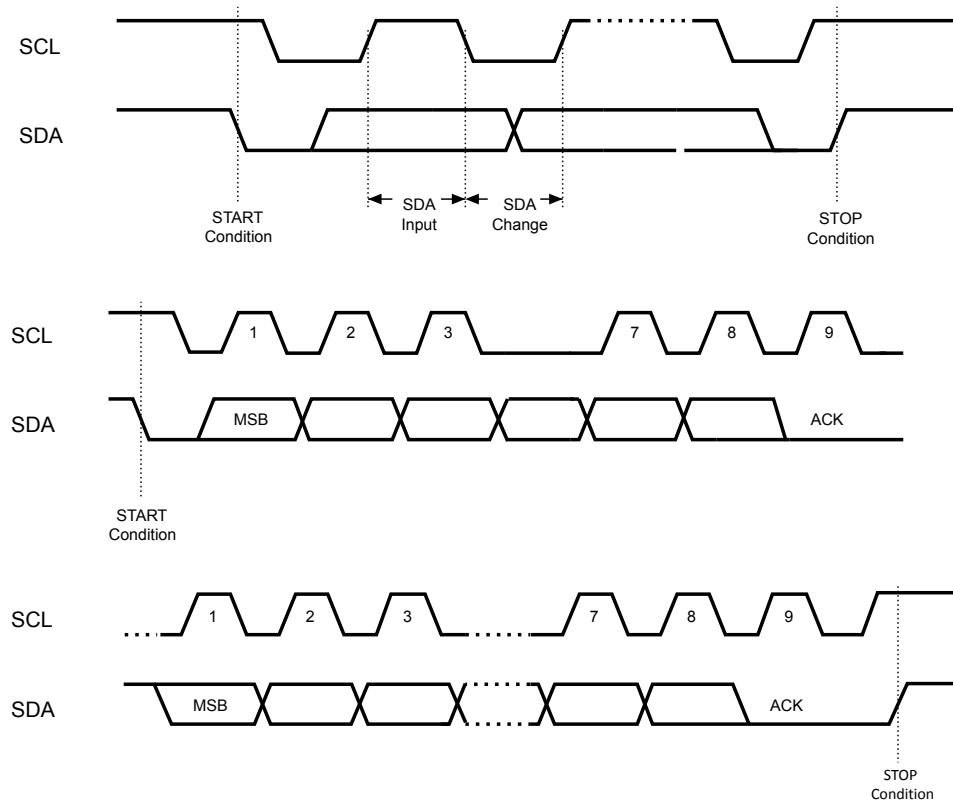 SCL
SDA
SDA
Input
SDA
Change
START
Condition
STOP
Condition
SCL
1
2
3
7
8
9
SDA
MSB
ACK
START
Condition
SCL
1
2
3
7
8
9
SDA
MSB
ACK
STOP
Condition